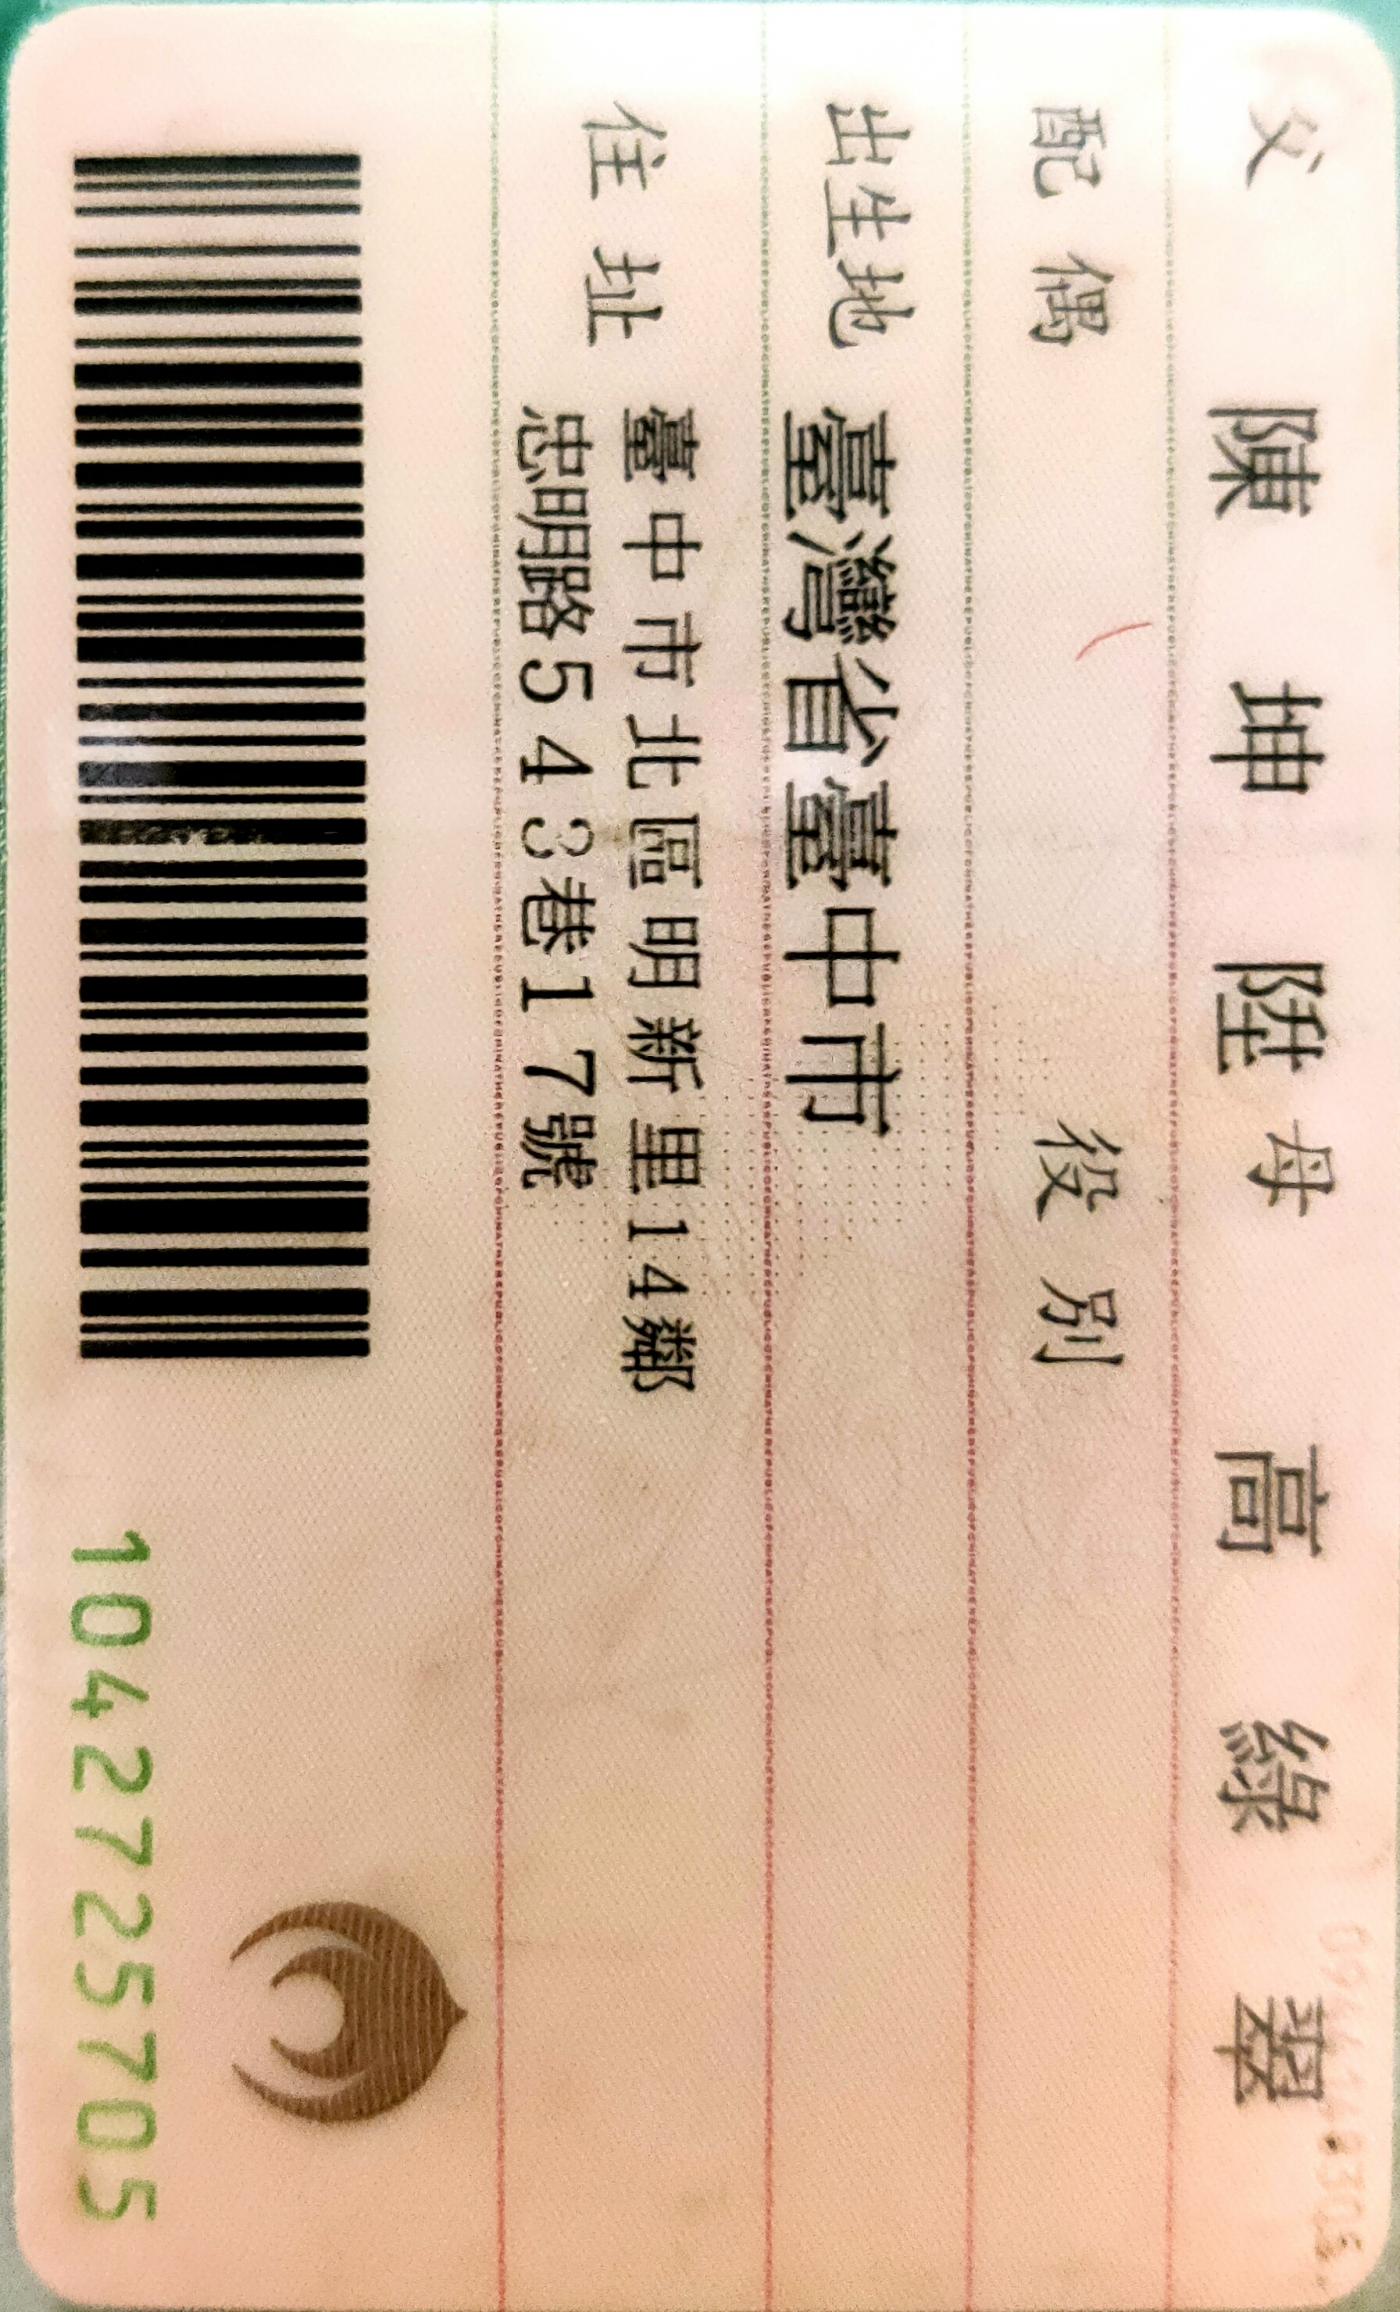 父 陳坤陞 母 高綠翠
配偶 役別
出生地 臺灣省臺中市
住址 臺中市北區明新里14鄰
忠明路543巷17號
1042725705